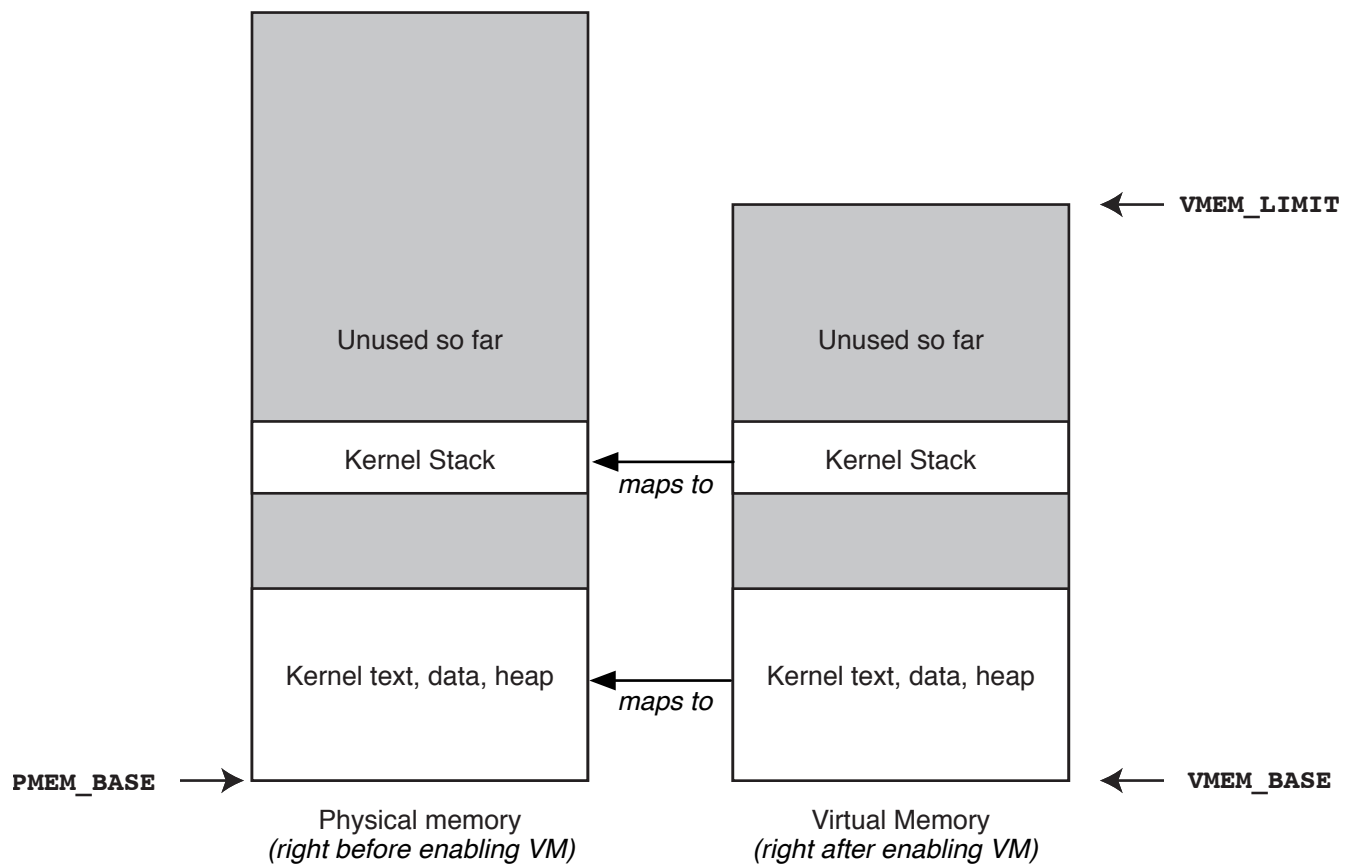 VMEM_LIMIT
Unused so far
Unused so far
Kernel Stack
maps to
Kernel Stack
Kernel text, data, heap
maps to
Kernel text, data, heap
PMEM_BASE
VMEM_BASE
Physical memory
(right before enabling VM)
Virtual Memory
(right after enabling VM)